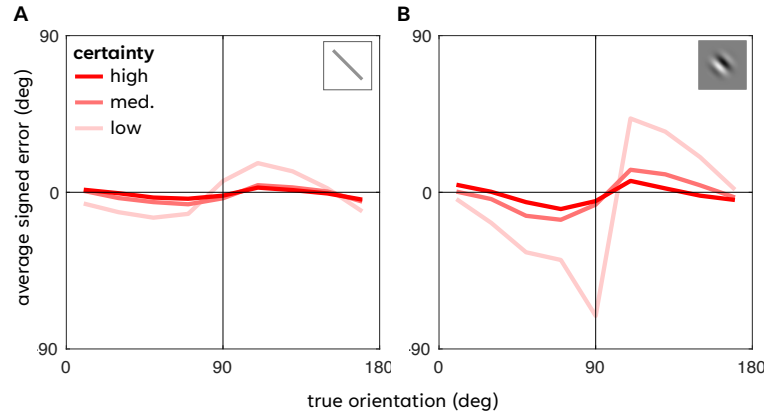 A
B
90
certainty
high
med.
low
average signed error (deg)
0
0
-90
-90
0
90
180
0
90
180
true orientation (deg)